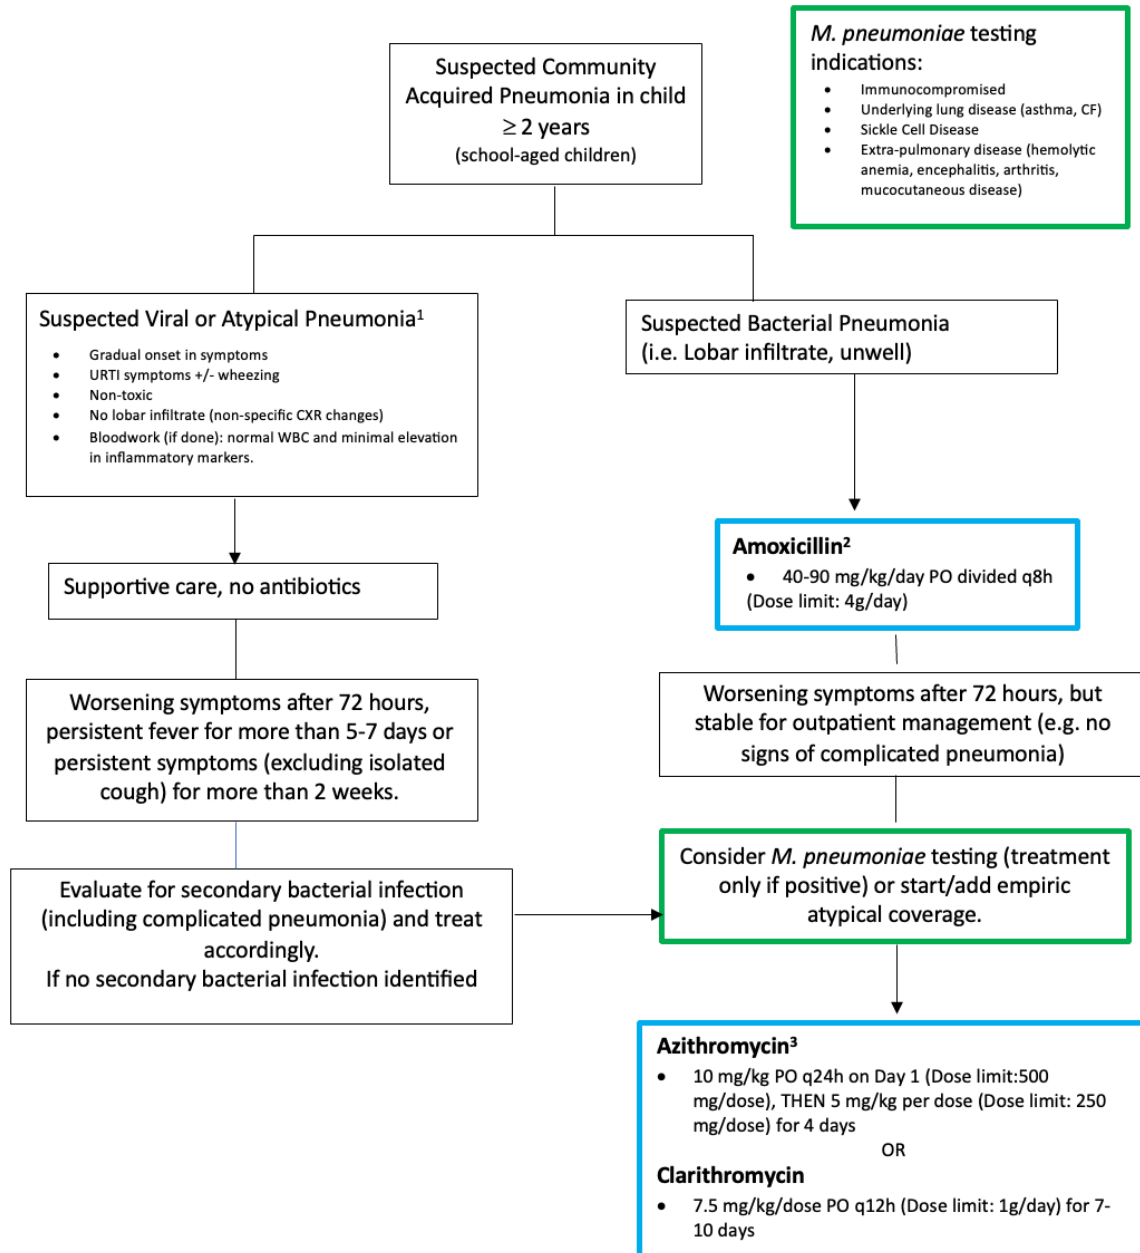 Suspected Community
Acquired Pneumonia in child
≥ 2 years
(school-aged children)
M. pneumoniae testing
indications:
• Immunocompromised
• Underlying lung disease (asthma, CF)
• Sickle Cell Disease
• Extra-pulmonary disease (hemolytic
anemia, encephalitis, arthritis,
mucocutaneous disease)
Suspected Viral or Atypical Pneumonia¹
• Gradual onset in symptoms
• URTI symptoms +/- wheezing
• Non-toxic
• No lobar infiltrate (non-specific CXR changes)
• Bloodwork (if done): normal WBC and minimal elevation
in inflammatory markers.
Suspected Bacterial Pneumonia
(i.e. Lobar infiltrate, unwell)
Supportive care, no antibiotics
Amoxicillin²
• 40-90 mg/kg/day PO divided q8h
(Dose limit: 4g/day)
Worsening symptoms after 72 hours,
persistent fever for more than 5-7 days or
persistent symptoms (excluding isolated
cough) for more than 2 weeks.
Worsening symptoms after 72 hours, but
stable for outpatient management (e.g. no
signs of complicated pneumonia)
Evaluate for secondary bacterial infection
(including complicated pneumonia) and treat
accordingly.
If no secondary bacterial infection identified
Consider M. pneumoniae testing (treatment
only if positive) or start/add empiric
atypical coverage.
Azithromycin³
• 10 mg/kg PO q24h on Day 1 (Dose limit:500
mg/dose), THEN 5 mg/kg per dose (Dose limit: 250
mg/dose) for 4 days
OR
Clarithromycin
• 7.5 mg/kg/dose PO q12h (Dose limit: 1g/day) for 7-
10 days